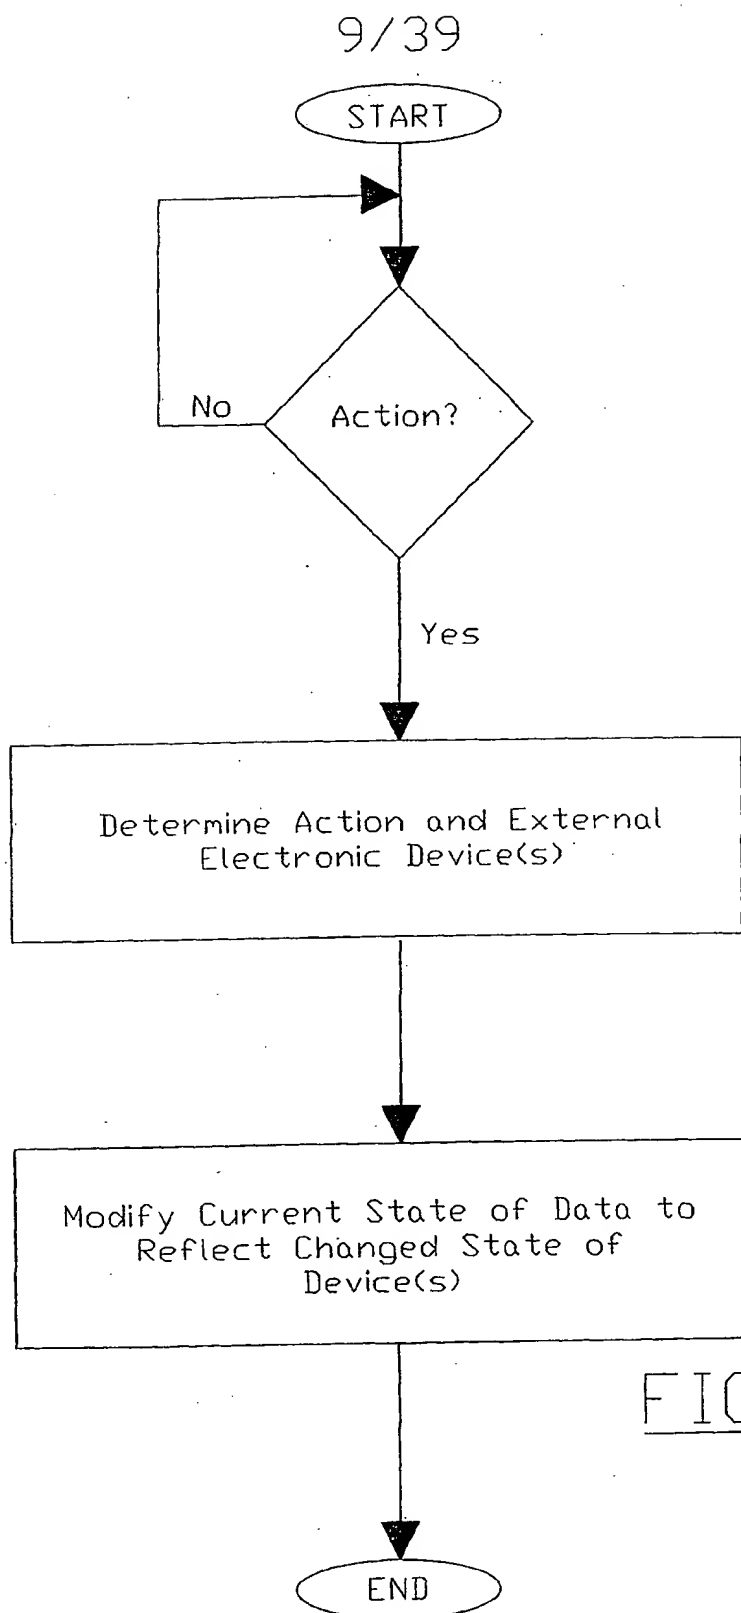 9/39
START
Action?
No
Yes
Determine Action and External
Electronic Device(s)
Modify Current State of Data to
Reflect Changed State of
Device(s)
FIG
END